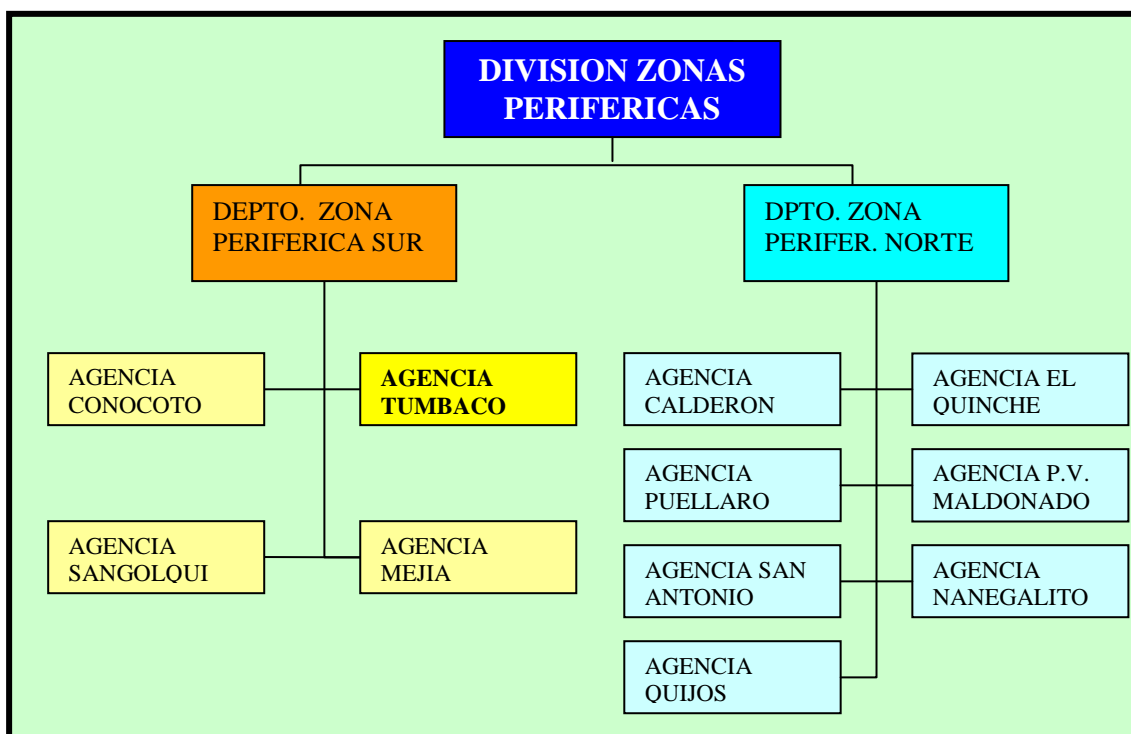 DIVISION ZONAS
PERIFERICAS
DEPTO. ZONA
PERIFERICA SUR
DPTO. ZONA
PERIFER. NORTE
AGENCIA
CONOCOTO
AGENCIA
TUMBACO
AGENCIA
SANGOLQUI
AGENCIA
MEJIA
AGENCIA
CALDERON
AGENCIA EL
QUINCHE
AGENCIA
PUELLARO
AGENCIA P.V.
MALDONADO
AGENCIA SAN
ANTONIO
AGENCIA
NANEGALITO
AGENCIA
QUIJOS